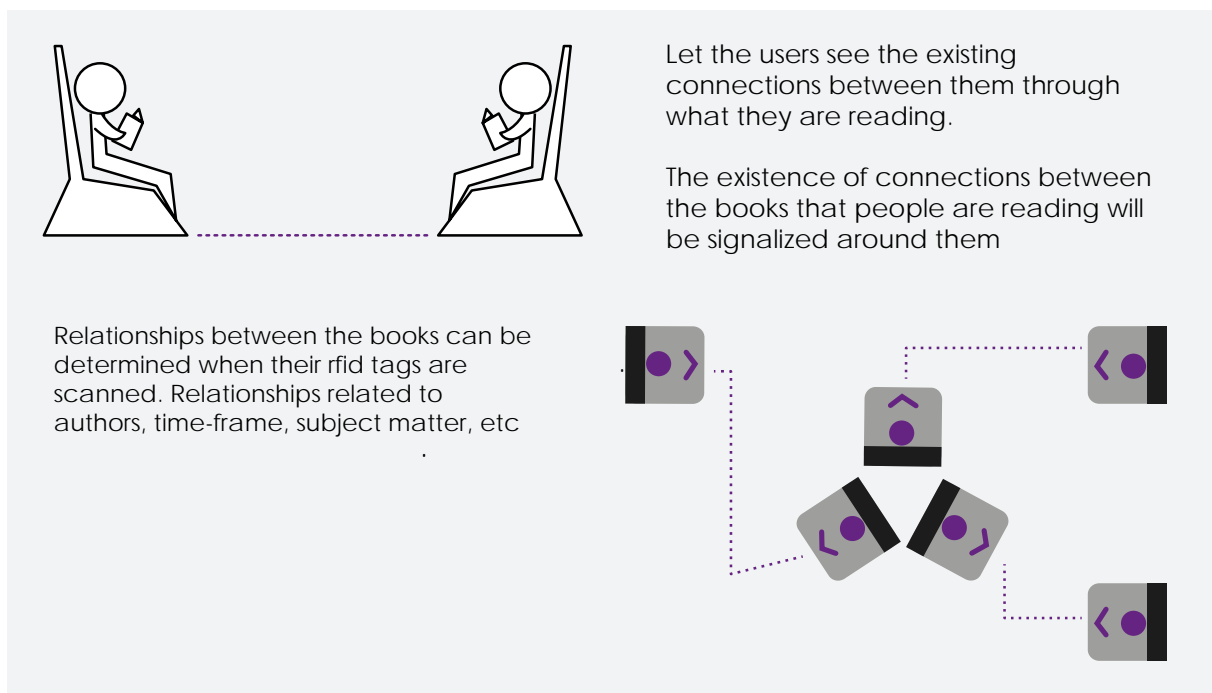 Let the users see the existing
connections between them through
what they are reading.
The existence of connections between
the books that people are reading will
be signalized around them
Relationships between the books can be
determined when their rfid tags are
scanned. Relationships related to
authors, time-frame, subject matter, etc
.